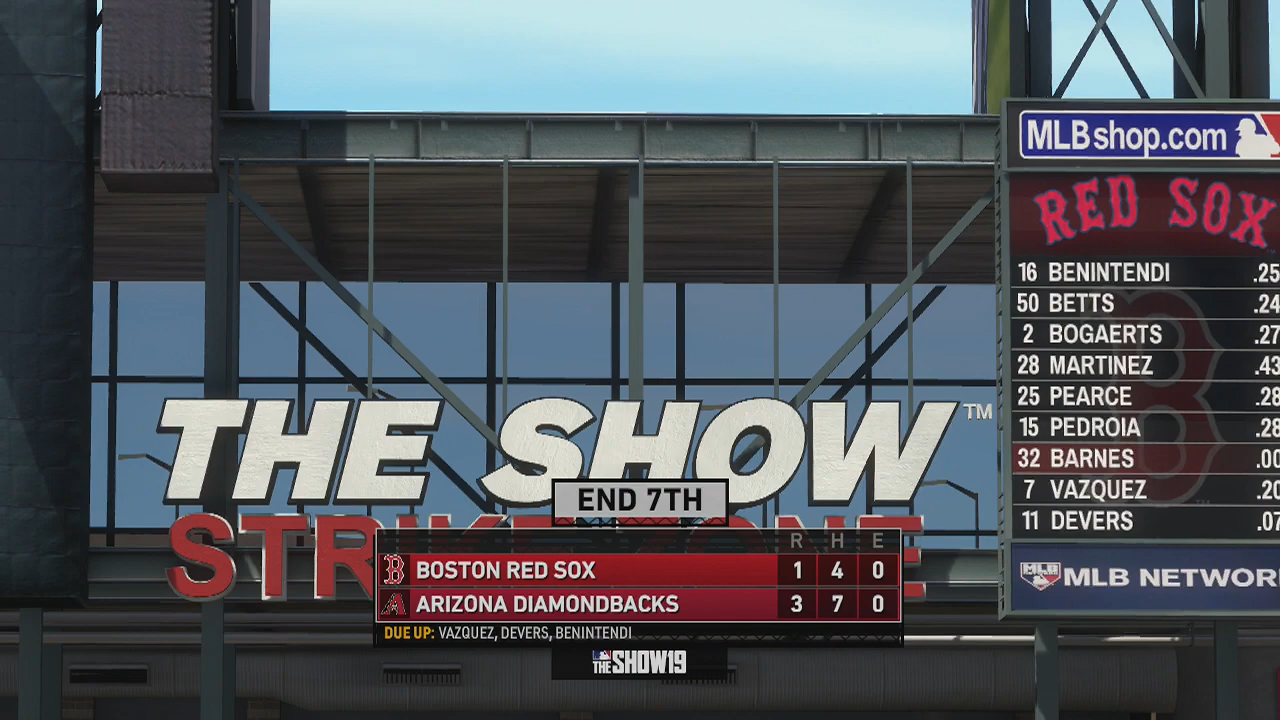 MLBshop.com
RED SOX
16 BENINTENDI .25
50 BETTS .24
2 BOGAERTS .27
28 MARTINEZ .43
25 PEARCE .28
15 PEDROIA .28
32 BARNES .00
7 VAZQUEZ .20
11 DEVERS .07
MLB NETWOR
THE SHOW™
END 7TH
R H E
BOSTON RED SOX 1 4 0
ARIZONA DIAMONDBACKS 3 7 0
DUE UP: VAZQUEZ, DEVERS, BENINTENDI
THE SHOW19